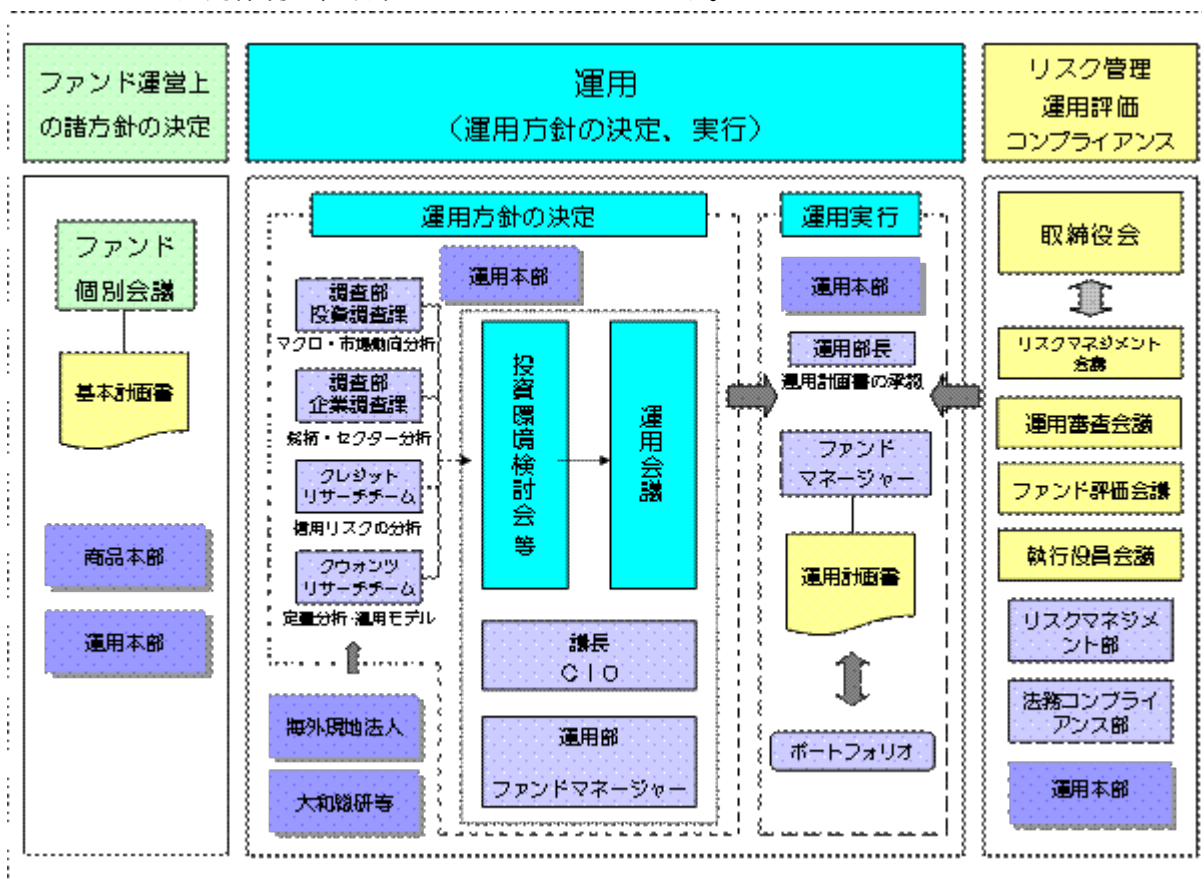 ファンド運営上
の諸方針の決定
運用
（運用方針の決定、実行）
リスク管理
運用評価
コンプライアンス
ファンド
個別会議
基本計画書
商品本部
運用本部
運用方針の決定
運用本部
調査部
投資調査課
マクロ・市場動向分析
調査部
企業調査課
銘柄・セクター分析
クレジット
リサーチチーム
信用リスクの分析
クウォンツ
リサーチチーム
定量分析・運用モデル
海外現地法人
大和総研等
投資環境検討会等
運用会議
議長
ＣＩＯ
運用部
ファンドマネージャー
運用実行
運用本部
運用部長
運用計画書の承認
ファンド
マネージャー
運用計画書
ポートフォリオ
取締役会
リスクマネジメント
会議
運用審査会議
ファンド評価会議
執行役員会議
リスクマネジメ
ント部
法務コンプライ
アンス部
運用本部